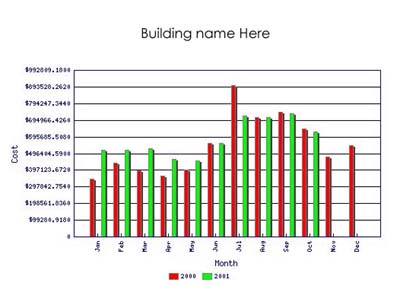 Building name Here
$992809.1800
$893528.2620
$794247.3440
$694966.4260
$595685.5080
$496404.5900
$397123.6720
$297842.7540
$198561.8360
$99280.9180
0
Cost
Jan
Feb
Mar
Apr
May
Jun
Jul
Aug
Sep
Oct
Nov
Dec
Month
2000
2001